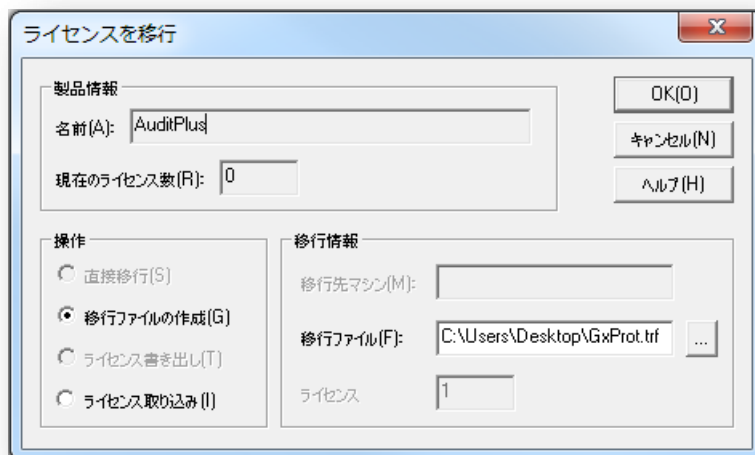 ライセンスを移行
製品情報
名前(A): AuditPlus
現在のライセンス数(R): 0
OK(O)
キャンセル(N)
ヘルプ(H)
操作
直接移行(S)
移行ファイルの作成(G)
ライセンス書き出し(T)
ライセンス取り込み(I)
移行情報
移行先マシン(M):
移行ファイル(F): C:\Users\Desktop\GxProt.trf ...
ライセンス 1